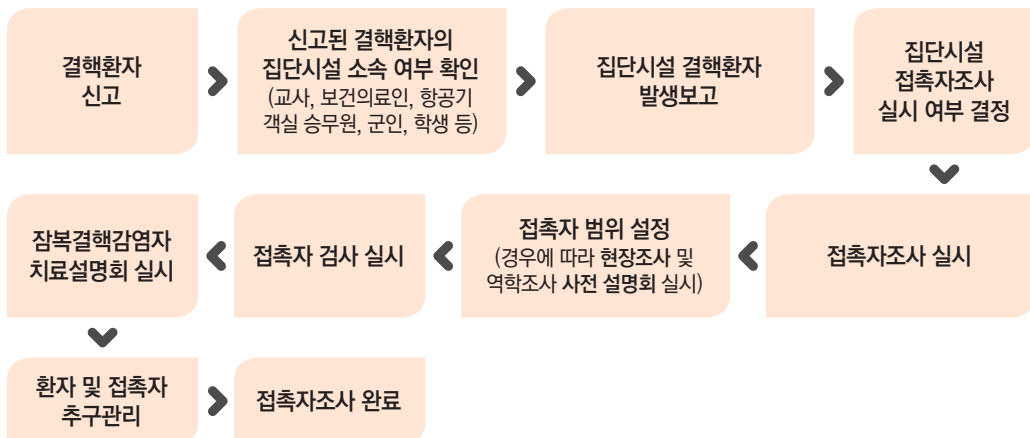 결핵환자
신고
신고된 결핵환자의
집단시설 소속 여부 확인
(교사, 보건의료인, 항공기
객실 승무원, 군인, 학생 등)
집단시설 결핵환자
발생보고
집단시설
접촉자조사
실시 여부 결정
접촉자조사 실시
접촉자 범위 설정
(경우에 따라 현장조사 및
역학조사 사전 설명회 실시)
접촉자 검사 실시
잠복결핵감염자
치료설명회 실시
환자 및 접촉자
추구관리
접촉자조사 완료